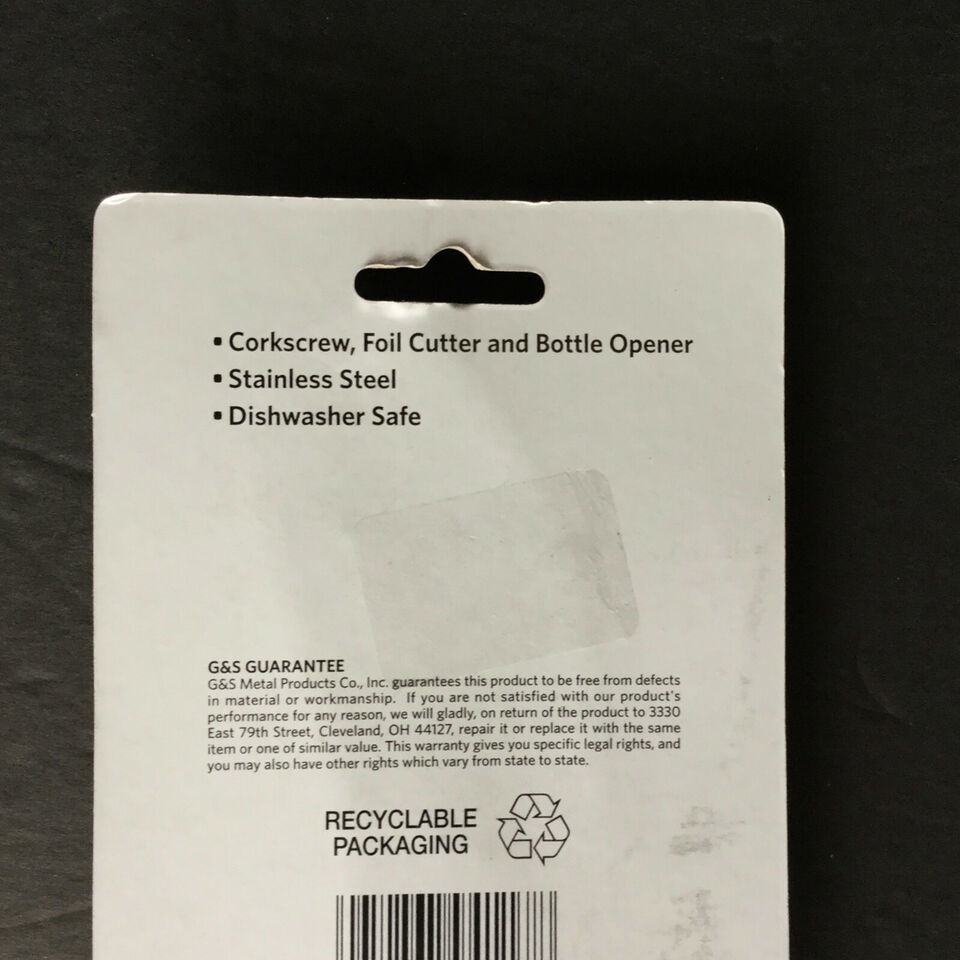 ▪ Corkscrew, Foil Cutter and Bottle Opener
▪ Stainless Steel
▪ Dishwasher Safe
G&S GUARANTEE
G&S Metal Products Co., Inc. guarantees this product to be free from defects
in material or workmanship. If you are not satisfied with our product's
performance for any reason, we will gladly, on return of the product to 3330
East 79th Street, Cleveland, OH 44127, repair it or replace it with the same
item or one of similar value. This warranty gives you specific legal rights, and
you may also have other rights which vary from state to state.
RECYCLABLE
PACKAGING